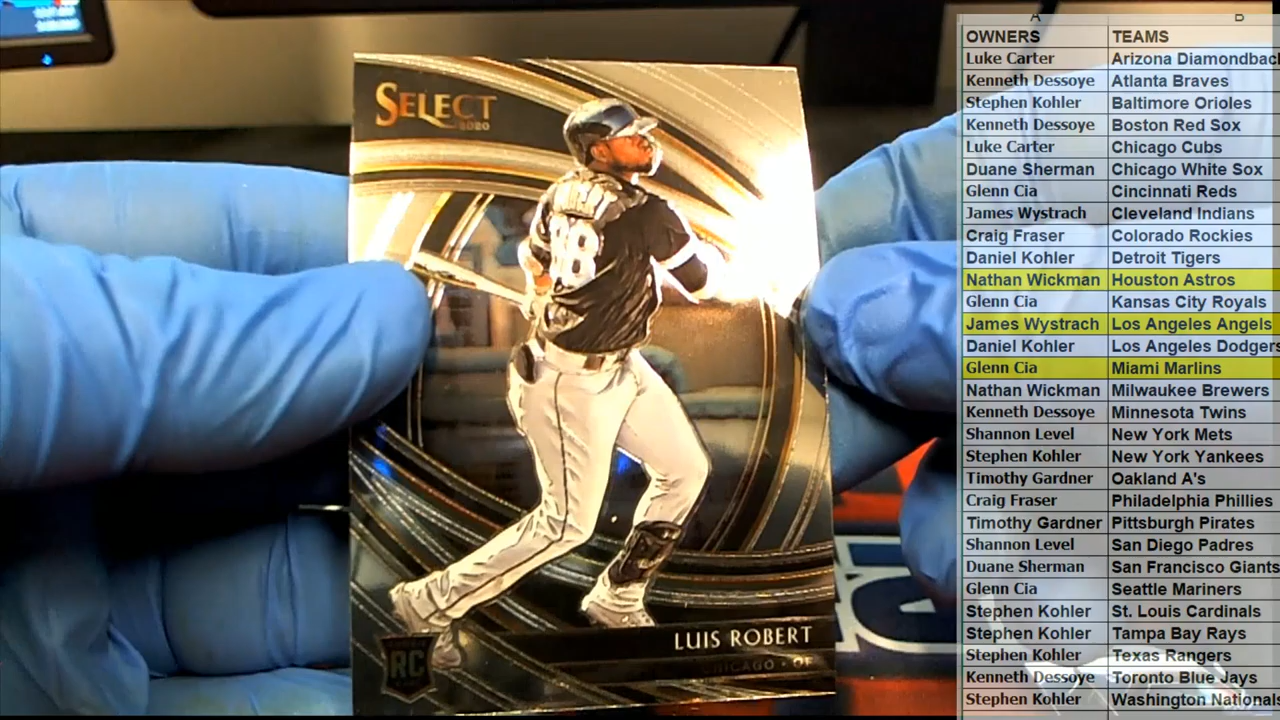 SELECT
2020
88
LUIS ROBERT
CHICAGO • OF
RC
A B
OWNERS TEAMS
Luke Carter Arizona Diamondbac
Kenneth Dessoye Atlanta Braves
Stephen Kohler Baltimore Orioles
Kenneth Dessoye Boston Red Sox
Luke Carter Chicago Cubs
Duane Sherman Chicago White Sox
Glenn Cia Cincinnati Reds
James Wystrach Cleveland Indians
Craig Fraser Colorado Rockies
Daniel Kohler Detroit Tigers
Nathan Wickman Houston Astros
Glenn Cia Kansas City Royals
James Wystrach Los Angeles Angels
Daniel Kohler Los Angeles Dodgers
Glenn Cia Miami Marlins
Nathan Wickman Milwaukee Brewers
Kenneth Dessoye Minnesota Twins
Shannon Level New York Mets
Stephen Kohler New York Yankees
Timothy Gardner Oakland A's
Craig Fraser Philadelphia Phillies
Timothy Gardner Pittsburgh Pirates
Shannon Level San Diego Padres
Duane Sherman San Francisco Giants
Glenn Cia Seattle Mariners
Stephen Kohler St. Louis Cardinals
Stephen Kohler Tampa Bay Rays
Stephen Kohler Texas Rangers
Kenneth Dessoye Toronto Blue Jays
Stephen Kohler Washington National